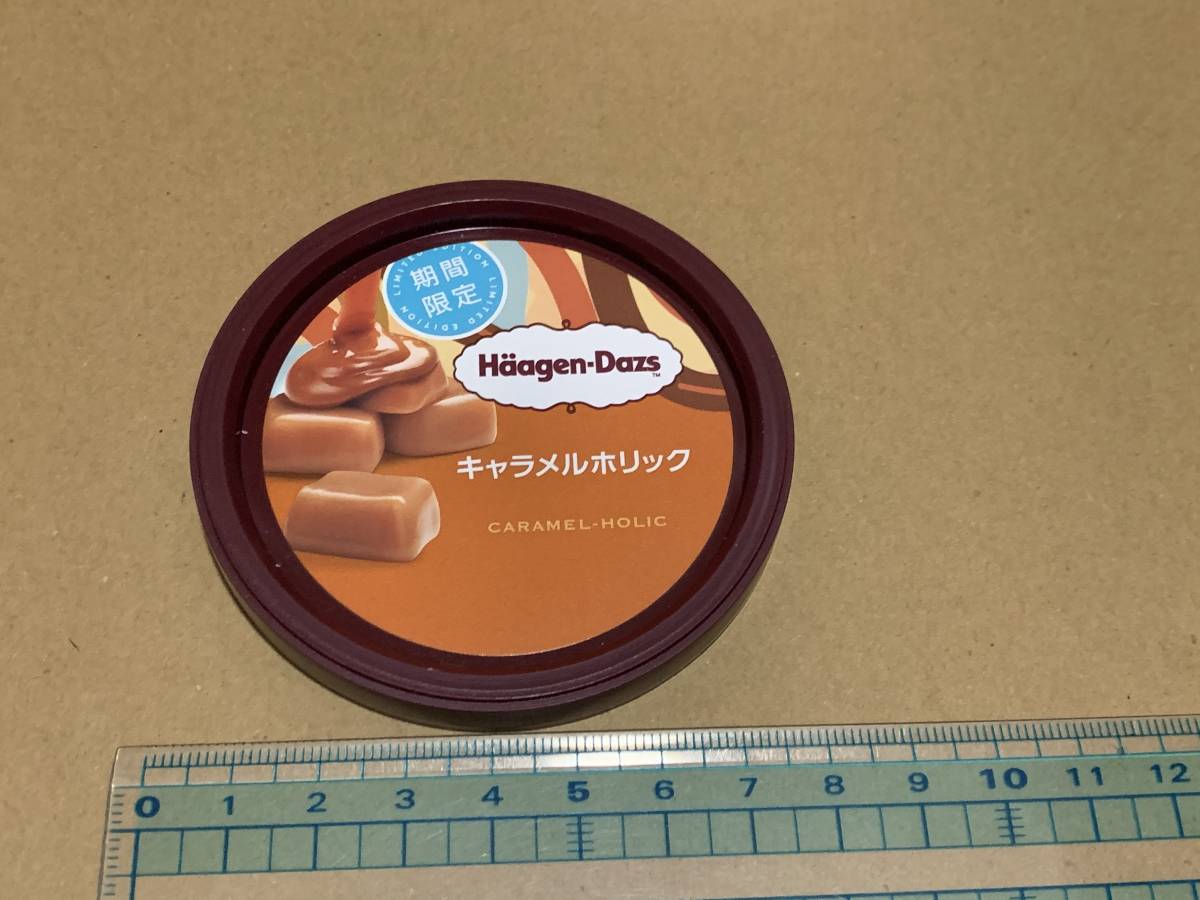 LIMITED EDITION LIMITED EDITION
期間
限定
Häagen-Dazs
TM
キャラメルホリック
CARAMEL-HOLIC
0 1 2 3 4 5 6 7 8 9 10 11 12